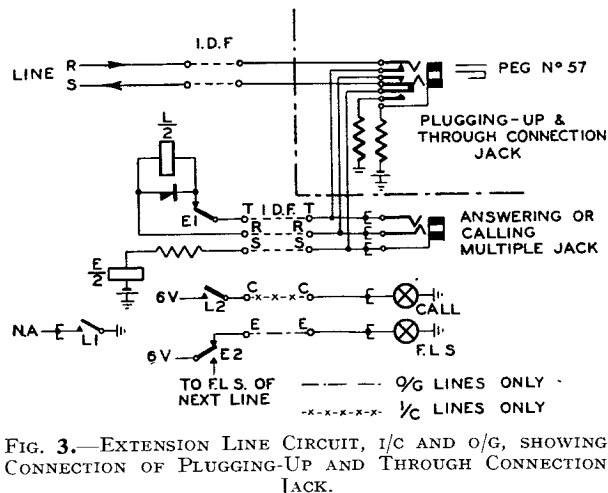 I.D.F
LINE
R
S
PEG Nº 57
PLUGGING-UP &
THROUGH CONNECTION
JACK
L
2
E1
T I.D.F. T
R R
S S
E
E
E
ANSWERING OR
CALLING
MULTIPLE JACK
E
2
6V
L2
C C
E
CALL
N.A
E
L1
E E
E
F.L S
6V
E2
TO F.L S. OF
NEXT LINE
O/G LINES ONLY
-x-x-x-x- I/C LINES ONLY
FIG. 3.—EXTENSION LINE CIRCUIT, I/C AND O/G, SHOWING
CONNECTION OF PLUGGING-UP AND THROUGH CONNECTION
JACK.